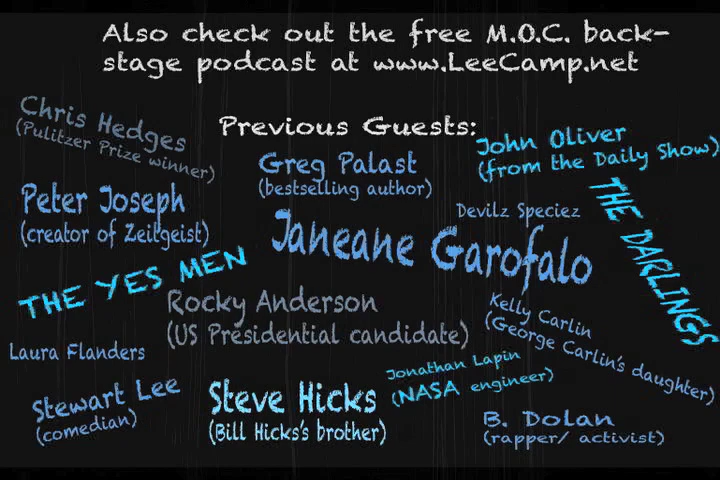 Also check out the free M.O.C. back-
stage podcast at www.LeeCamp.net
Previous Guests:
Chris Hedges
(Pulitzer Prize winner)
Greg Palast
(bestselling author)
John Oliver
(from the Daily Show)
Peter Joseph
(creator of Zeitgeist)
Janeane Garofalo
Devilz Speciez
THE DARLINGS
THE YES MEN
Rocky Anderson
(US Presidential candidate)
Kelly Carlin
(George Carlin's daughter)
Laura Flanders
Jonathan Lapin
(NASA engineer)
Stewart Lee
(comedian)
Steve Hicks
(Bill Hicks's brother)
B. Dolan
(rapper/ activist)